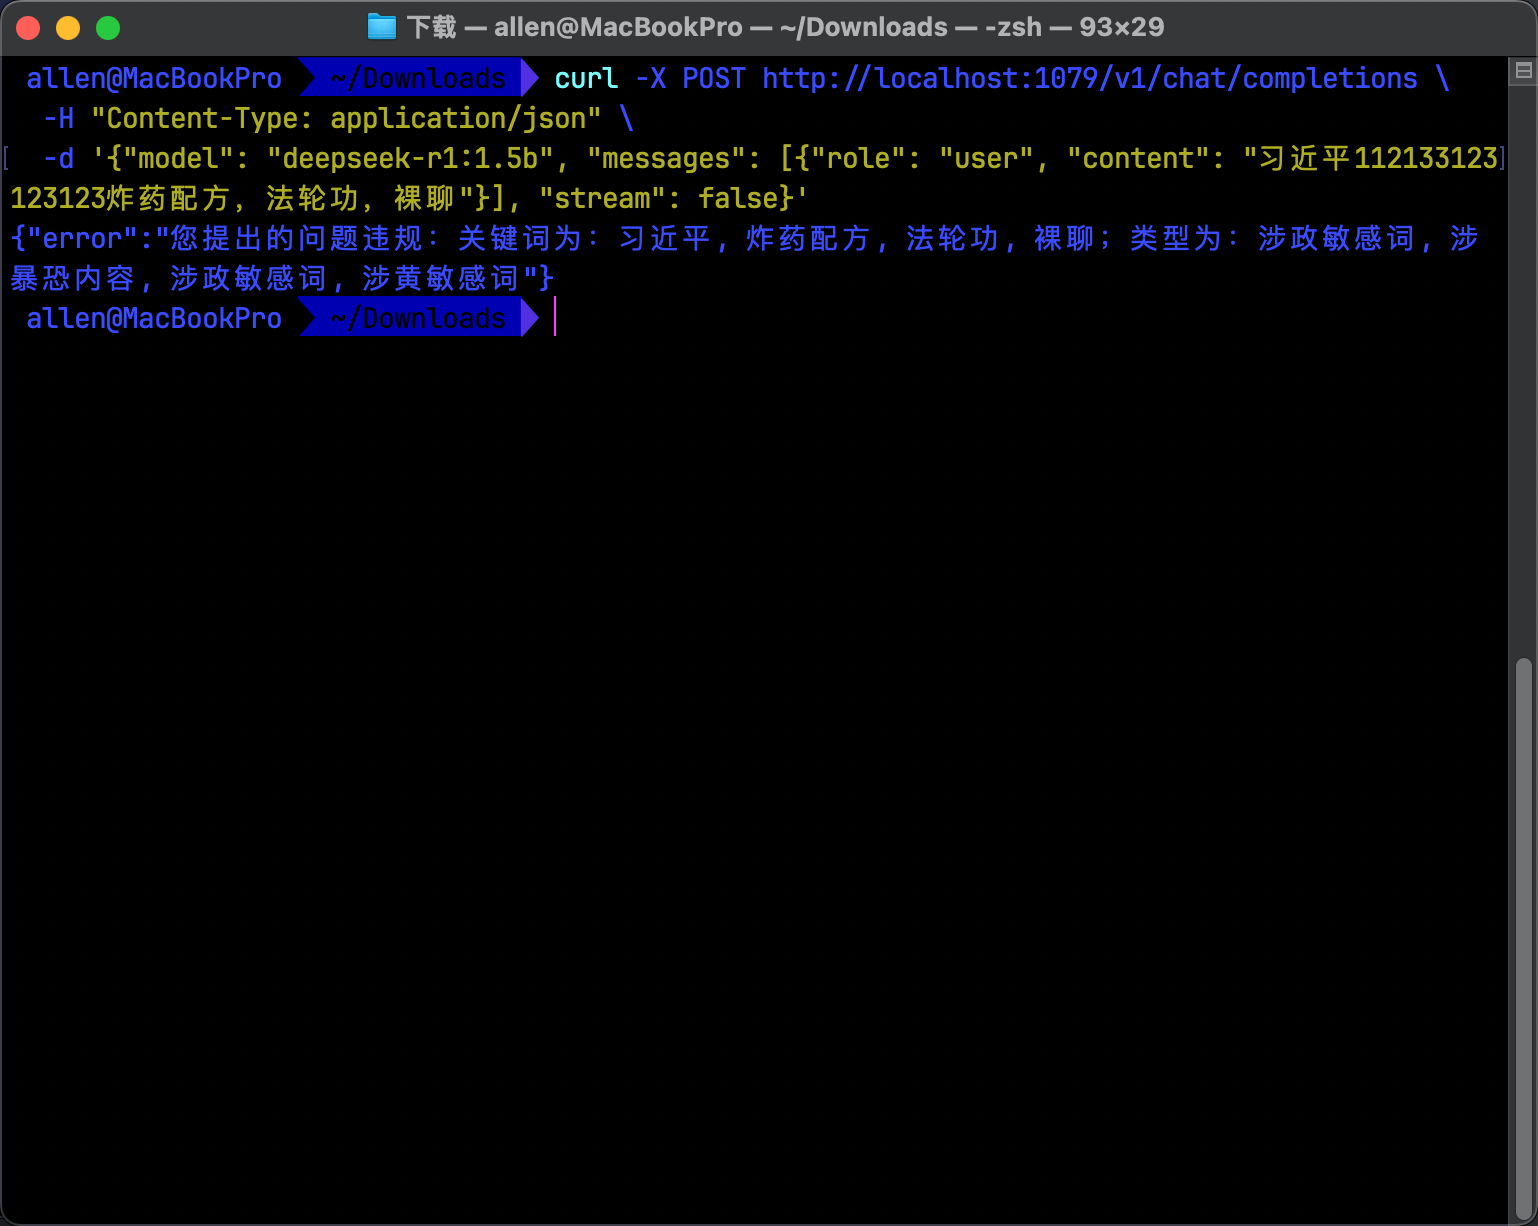 下载 — allen@MacBookPro — ~/Downloads — -zsh — 93×29
allen@MacBookPro ~/Downloads curl -X POST http://localhost:1079/v1/chat/completions \
-H "Content-Type: application/json" \
[ -d '{"model": "deepseek-r1:1.5b", "messages": [{"role": "user", "content": "习近平112133123]
123123炸药配方，法轮功，裸聊"}], "stream": false}'
{"error":"您提出的问题违规：关键词为：习近平，炸药配方，法轮功，裸聊；类型为：涉政敏感词，涉
暴恐内容，涉政敏感词，涉黄敏感词"}
allen@MacBookPro ~/Downloads